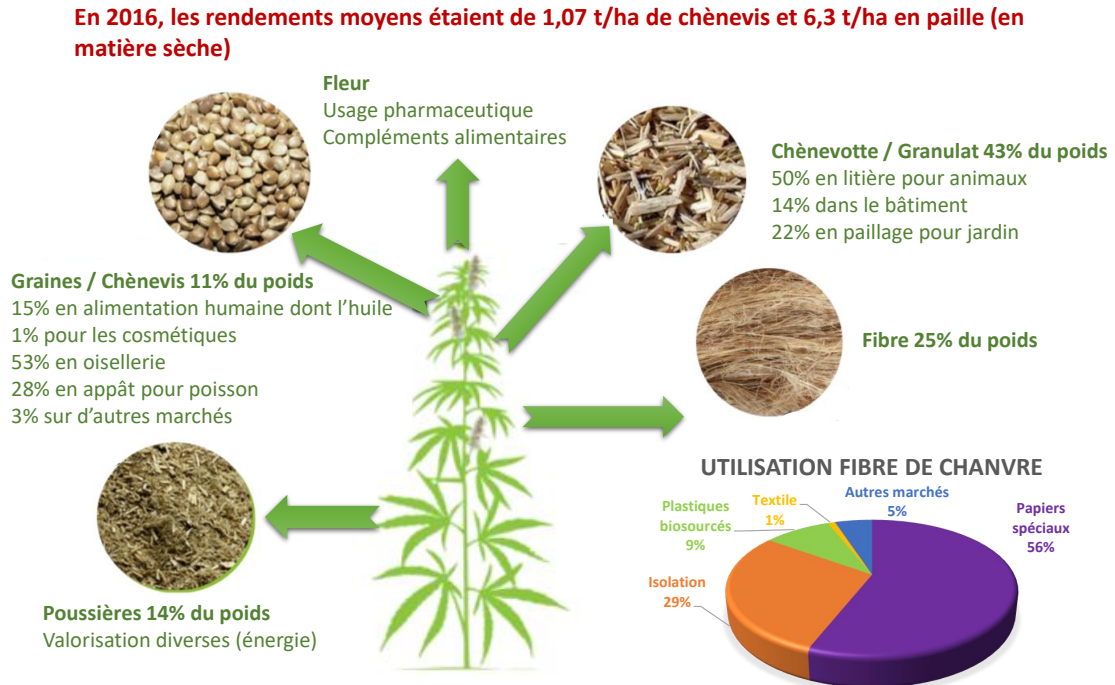 En 2016, les rendements moyens étaient de 1,07 t/ha de chènevis et 6,3 t/ha en paille (en
matière sèche)
Fleur
Usage pharmaceutique
Compléments alimentaires
Chènevotte / Granulat 43% du poids
50% en litière pour animaux
14% dans le bâtiment
22% en paillage pour jardin
Graines / Chènevis 11% du poids
15% en alimentation humaine dont l’huile
1% pour les cosmétiques
53% en oisellerie
28% en appât pour poisson
3% sur d’autres marchés
Fibre 25% du poids
Poussières 14% du poids
Valorisation diverses (énergie)
UTILISATION FIBRE DE CHANVRE
Plastiques
biosourcés
9%
Textile
1%
Autres marchés
5%
Papiers
spéciaux
56%
Isolation
29%